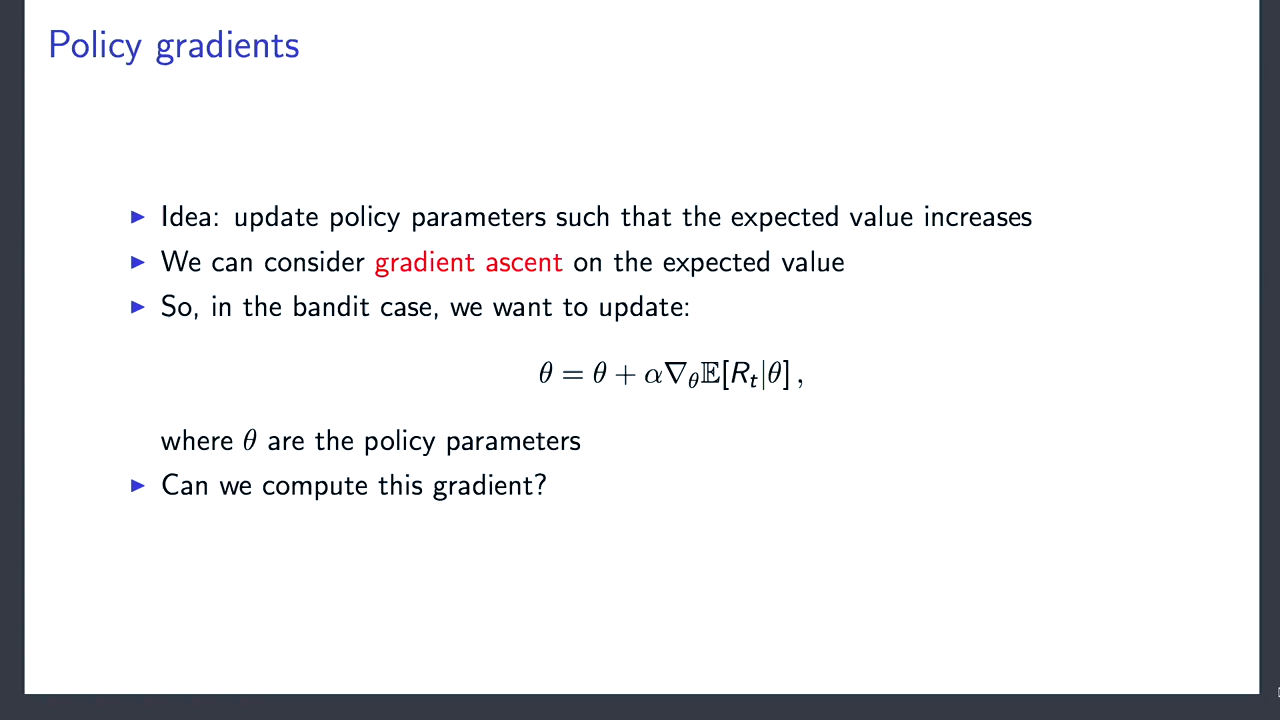 Policy gradients
▶ Idea: update policy parameters such that the expected value increases
▶ We can consider gradient ascent on the expected value
▶ So, in the bandit case, we want to update:
θ = θ + α∇_θ𝔼[R_t|θ] ,
where θ are the policy parameters
▶ Can we compute this gradient?